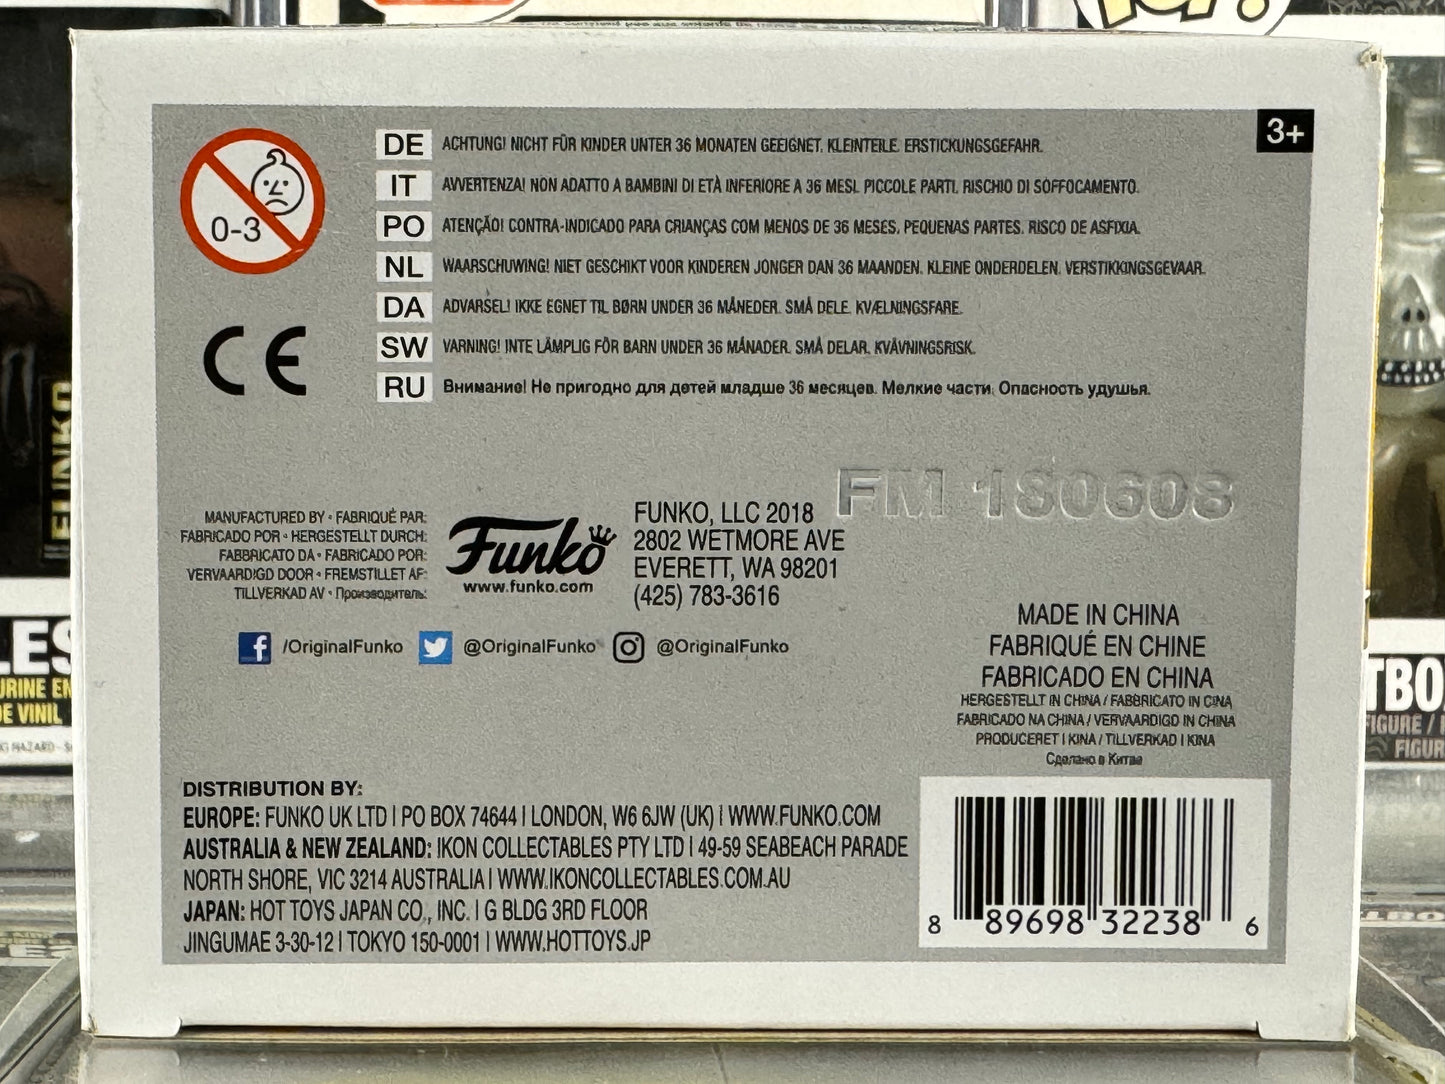 3+
0-3
DE ACHTUNG! NICHT FÜR KINDER UNTER 36 MONATEN GEEIGNET. KLEINTEILE. ERSTICKUNGSGEFAHR.
IT AVVERTENZA! NON ADATTO A BAMBINI DI ETÀ INFERIORE A 36 MESI. PICCOLE PARTI. RISCHIO DI SOFFOCAMENTO.
PO ATENÇÃO! CONTRA-INDICADO PARA CRIANÇAS COM MENOS DE 36 MESES. PEQUENAS PARTES. RISCO DE ASFIXIA.
NL WAARSCHUWING! NIET GESCHIKT VOOR KINDEREN JONGER DAN 36 MAANDEN. KLEINE ONDERDELEN. VERSTIKKINGSGEVAAR.
DA ADVARSEL! IKKE EGNET TIL BØRN UNDER 36 MÅNEDER. SMÅ DELE. KVÆLNINGSFARE.
SW VARNING! INTE LÄMPLIG FÖR BARN UNDER 36 MÅNADER. SMÅ DELAR. KVÄVNINGSRISK.
RU Внимание! Не пригодно для детей младше 36 месяцев. Мелкие части. Опасность удушья.
CE
FM 180608
MANUFACTURED BY • FABRIQUÉ PAR:
FABRICADO POR • HERGESTELLT DURCH:
FABBRICATO DA • FABRICADO POR:
VERVAARDIGD DOOR • FREMSTILLET AF:
TILLVERKAD AV • Производитель:
Funko
www.funko.com
FUNKO, LLC 2018
2802 WETMORE AVE
EVERETT, WA 98201
(425) 783-3616
/OriginalFunko @OriginalFunko @OriginalFunko
MADE IN CHINA
FABRIQUÉ EN CHINE
FABRICADO EN CHINA
HERGESTELLT IN CHINA / FABBRICATO IN CINA
FABRICADO NA CHINA / VERVAARDIGD IN CHINA
PRODUCERET I KINA / TILLVERKAD I KINA
Сделано в Китае
DISTRIBUTION BY:
EUROPE: FUNKO UK LTD | PO BOX 74644 | LONDON, W6 6JW (UK) | WWW.FUNKO.COM
AUSTRALIA & NEW ZEALAND: IKON COLLECTABLES PTY LTD | 49-59 SEABEACH PARADE
NORTH SHORE, VIC 3214 AUSTRALIA | WWW.IKONCOLLECTABLES.COM.AU
JAPAN: HOT TOYS JAPAN CO., INC. | G BLDG 3RD FLOOR
JINGUMAE 3-30-12 | TOKYO 150-0001 | WWW.HOTTOYS.JP
8 89698 32238 6
FUNKO
DE VINIL
FIGURE /